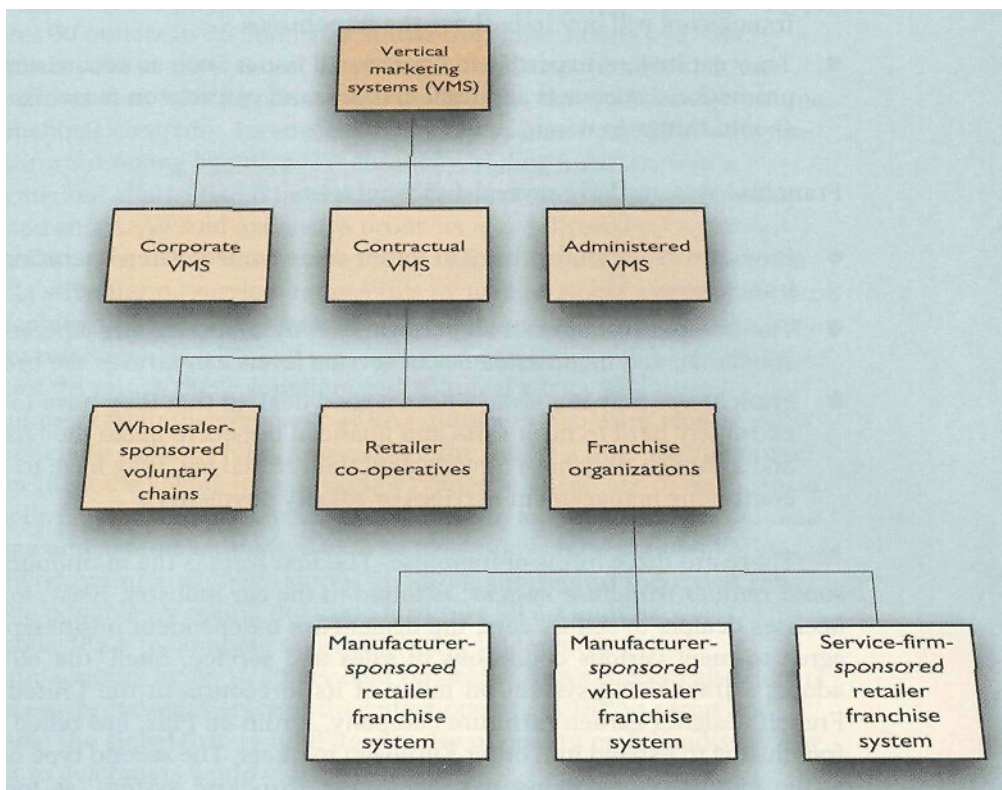 Vertical
marketing
systems (VMS)
Corporate
VMS
Contractual
VMS
Administered
VMS
Wholesaler-
sponsored
voluntary
chains
Retailer
co-operatives
Franchise
organizations
Manufacturer-
sponsored
retailer
franchise
system
Manufacturer-
sponsored
wholesaler
franchise
system
Service-firm-
sponsored
retailer
franchise
system